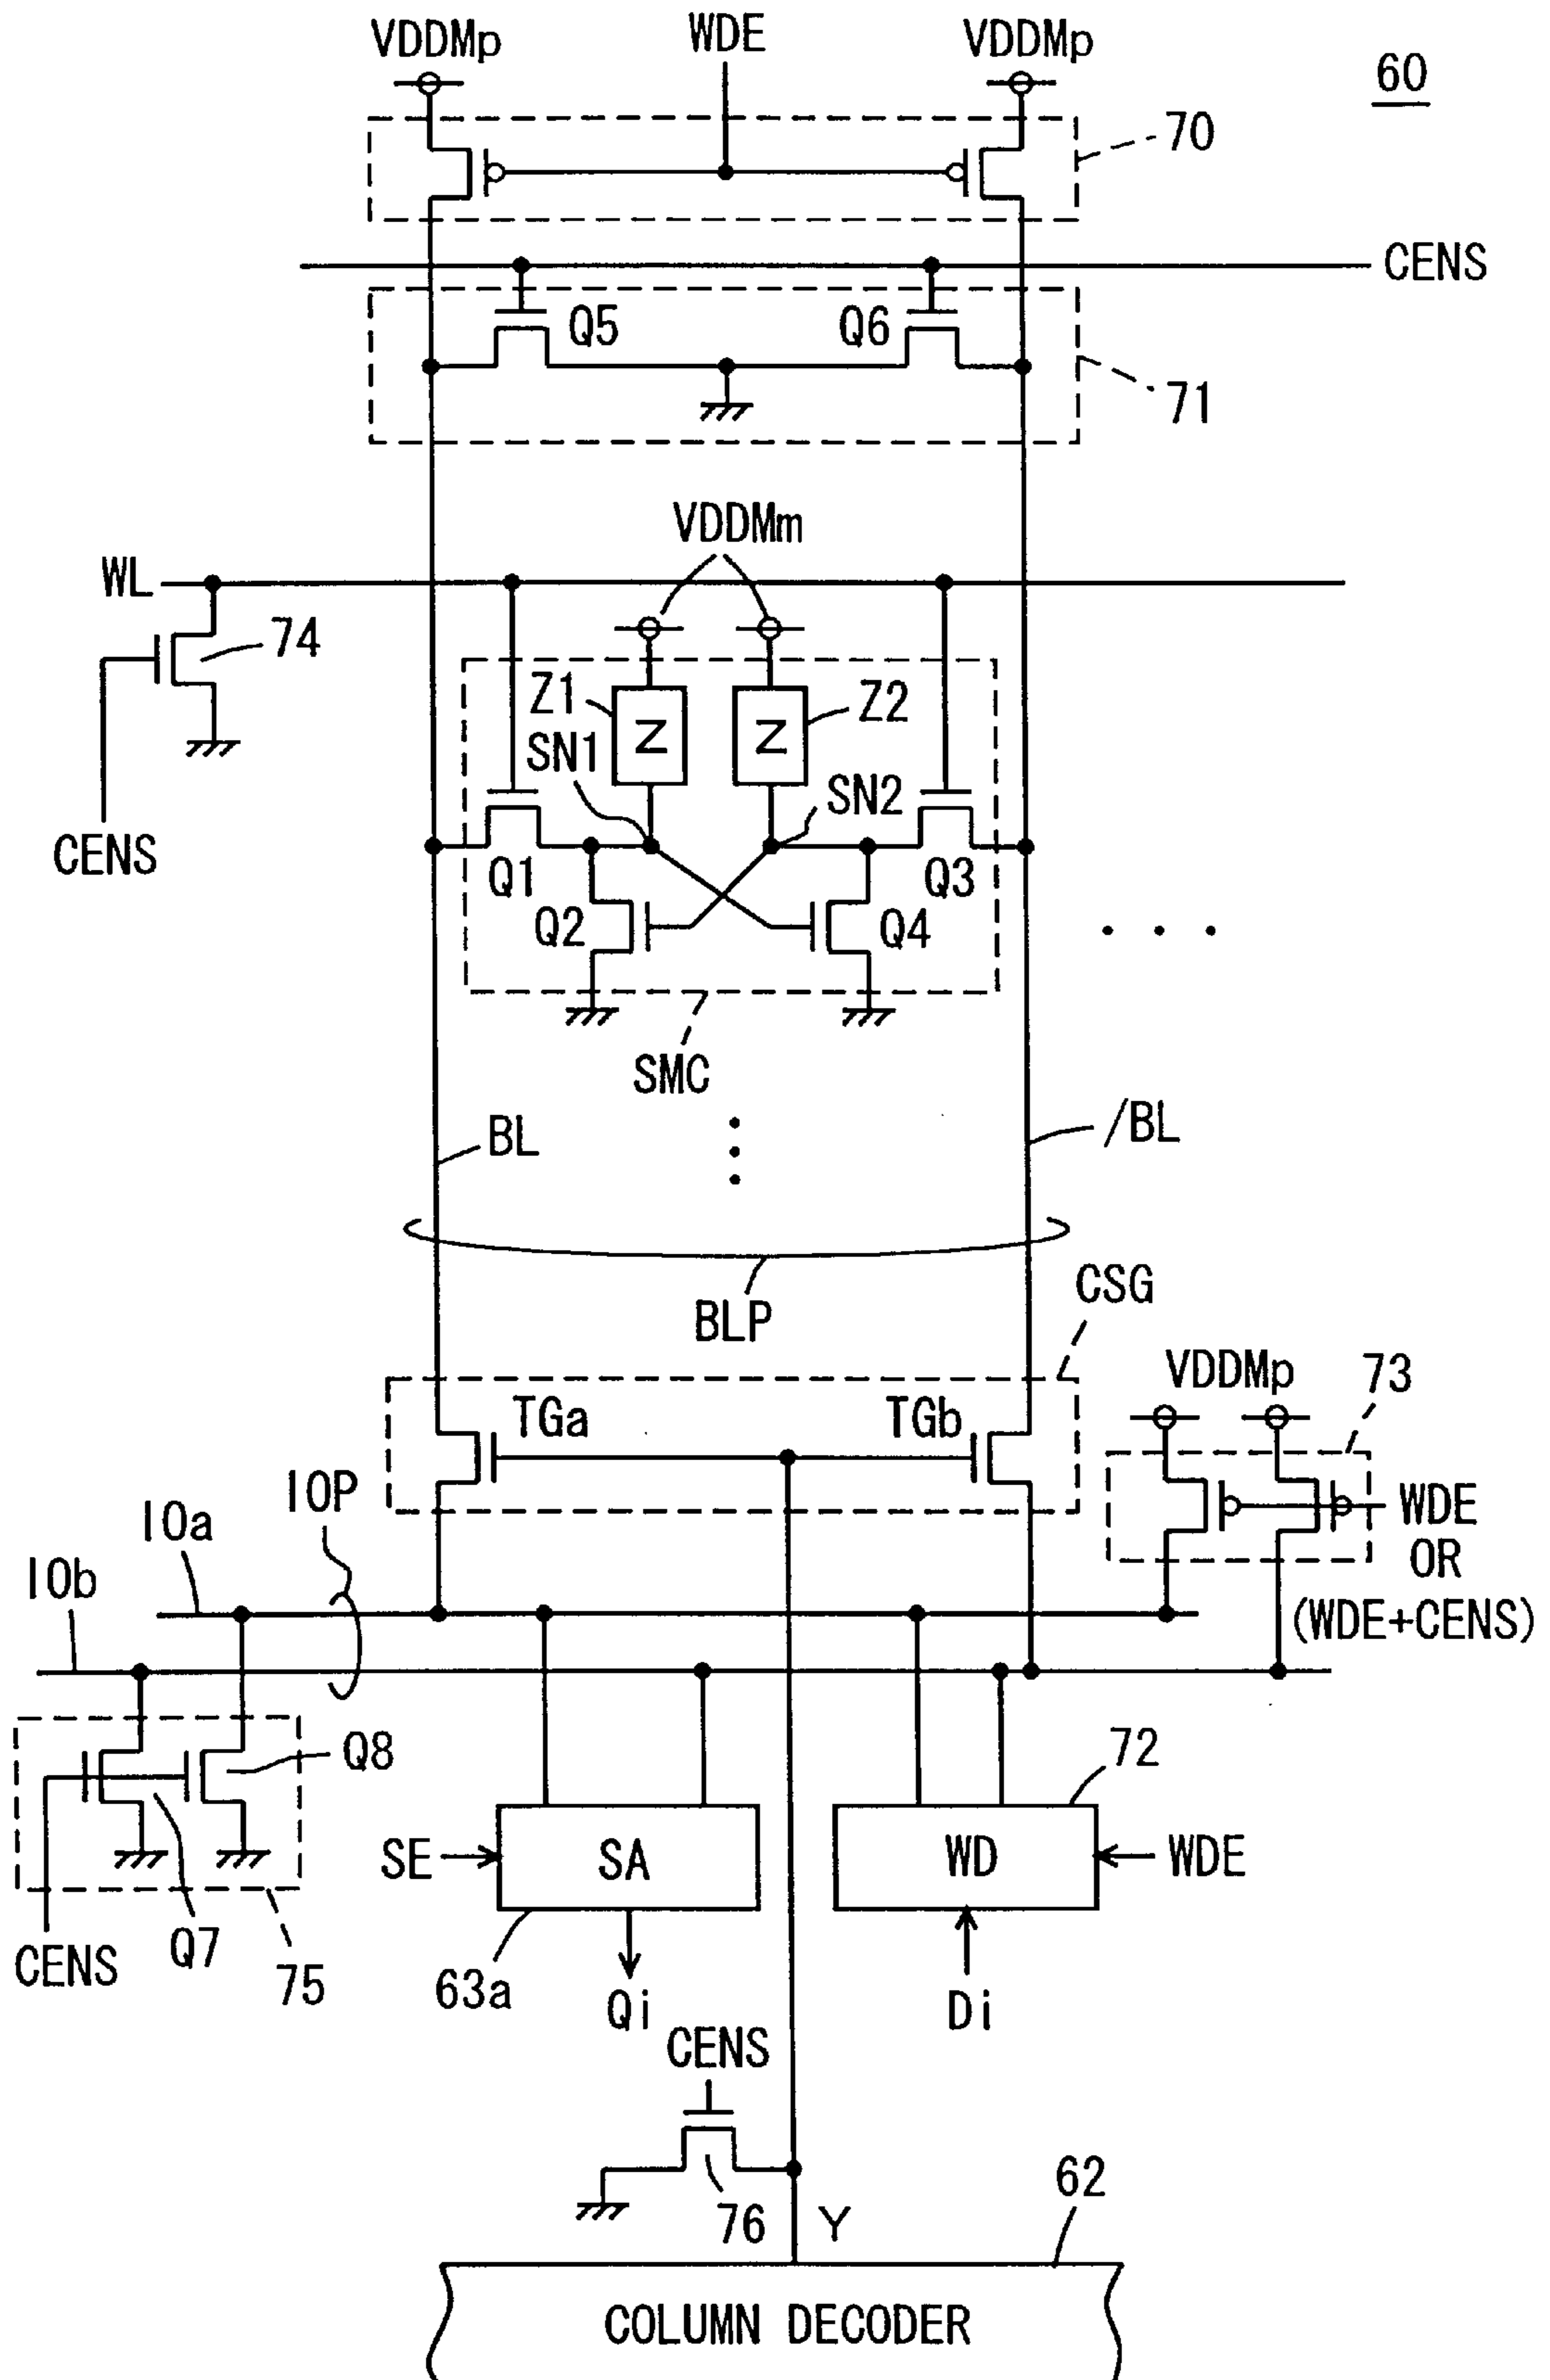 VDDMp WDE VDDMp
60
70
CENS
Q5 Q6
71
VDDMm
WL
74
Z1 Z Z Z2
SN1
SN2
CENS
Q1 Q3
Q2 Q4
. . .
SMC
BL /BL
BLP
CSG
VDDMp 73
TGa TGb
IOP
IOa
WDE
OR
(WDE+CENS)
IOb
Q8
72
SE SA WD WDE
Q7
CENS
75
63a
Qi Di
CENS
76 Y
62
COLUMN DECODER